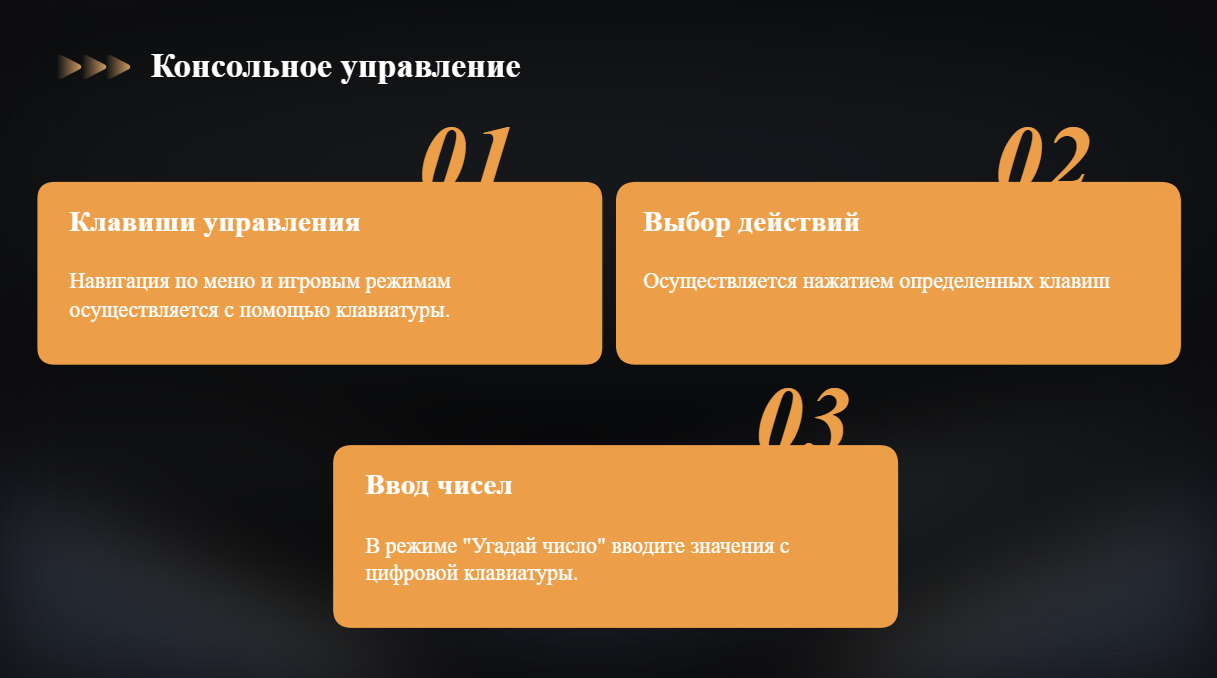 Консольное управление
01
Клавиши управления
Навигация по меню и игровым режимам
осуществляется с помощью клавиатуры.
02
Выбор действий
Осуществляется нажатием определенных клавиш
03
Ввод чисел
В режиме "Угадай число" вводите значения с
цифровой клавиатуры.